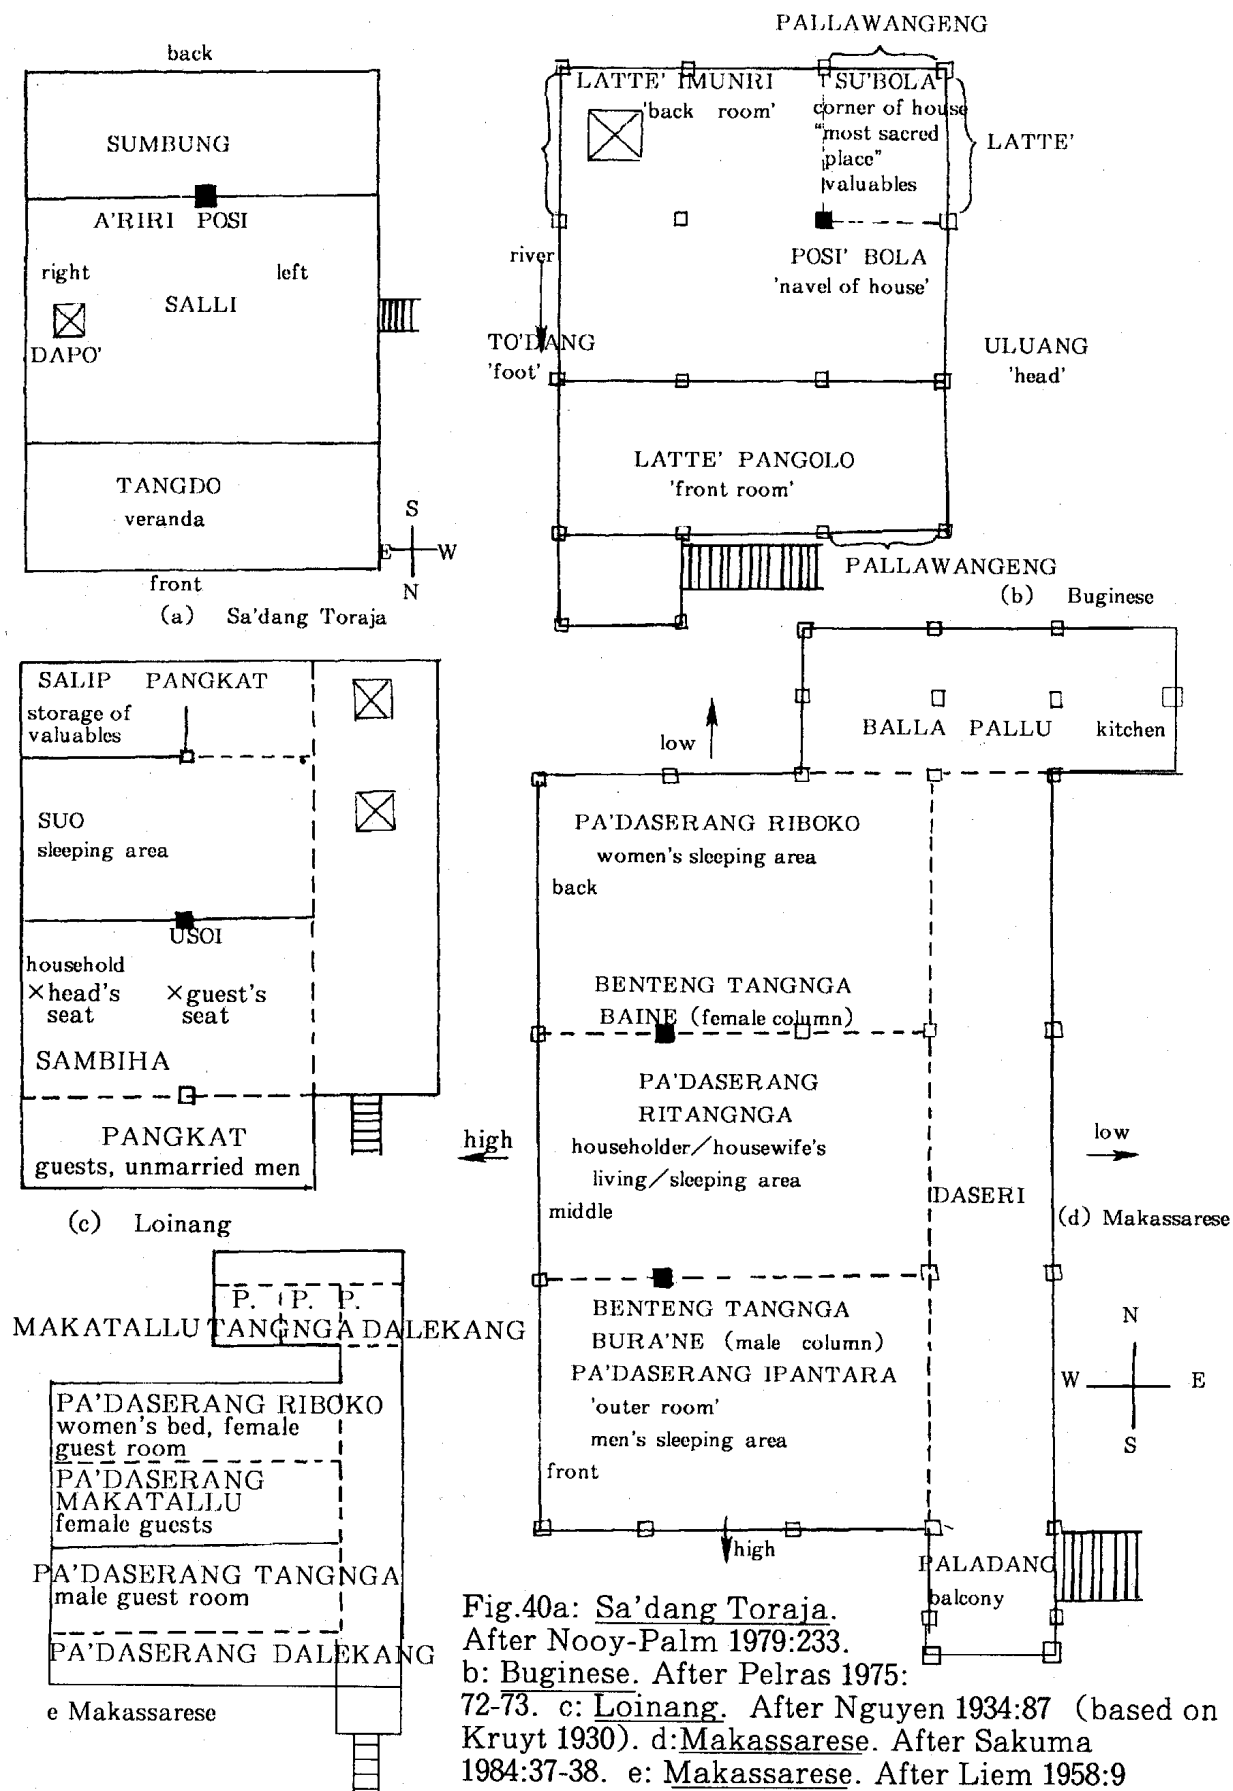 back
SUMBUNG
A'RIRI POSI
right left
SALLI
DAPO'
TANGDO
veranda
S
E W
N
front
(a) Sa'dang Toraja
PALLAWANGENG
LATTE' IMUNRI
'back room'
SU'BOLA
corner of house
"most sacred
place"
valuables
LATTE'
river
POSI' BOLA
'navel of house'
TO'DANG
'foot'
ULUANG
'head'
LATTE' PANGOLO
'front room'
PALLAWANGENG
(b) Buginese
SALIP PANGKAT
storage of
valuables
SUO
sleeping area
USOI
household
×head's
seat
×guest's
seat
SAMBIHA
PANGKAT
guests, unmarried men
(c) Loinang
low
BALLA PALLU kitchen
PA'DASERANG RIBOKO
women's sleeping area
back
BENTENG TANGNGA
BAINE (female column)
PA'DASERANG
RITANGNGA
householder/housewife's
living/sleeping area
middle
high
low
DASERI
(d) Makassarese
BENTENG TANGNGA
BURA'NE (male column)
PA'DASERANG IPANTARA
'outer room'
men's sleeping area
front
high
N
W E
S
PALADANG
balcony
P. P. P.
MAKATALLU TANGNGA DALEKANG
PA'DASERANG RIBOKO
women's bed, female
guest room
PA'DASERANG
MAKATALLU
female guests
PA'DASERANG TANGNGA
male guest room
PA'DASERANG DALEKANG
e Makassarese
Fig.40a: Sa'dang Toraja.
After Nooy-Palm 1979:233.
b: Buginese. After Pelras 1975:
72-73. c: Loinang. After Nguyen 1934:87 (based on
Kruyt 1930). d:Makassarese. After Sakuma
1984:37-38. e: Makassarese. After Liem 1958:9